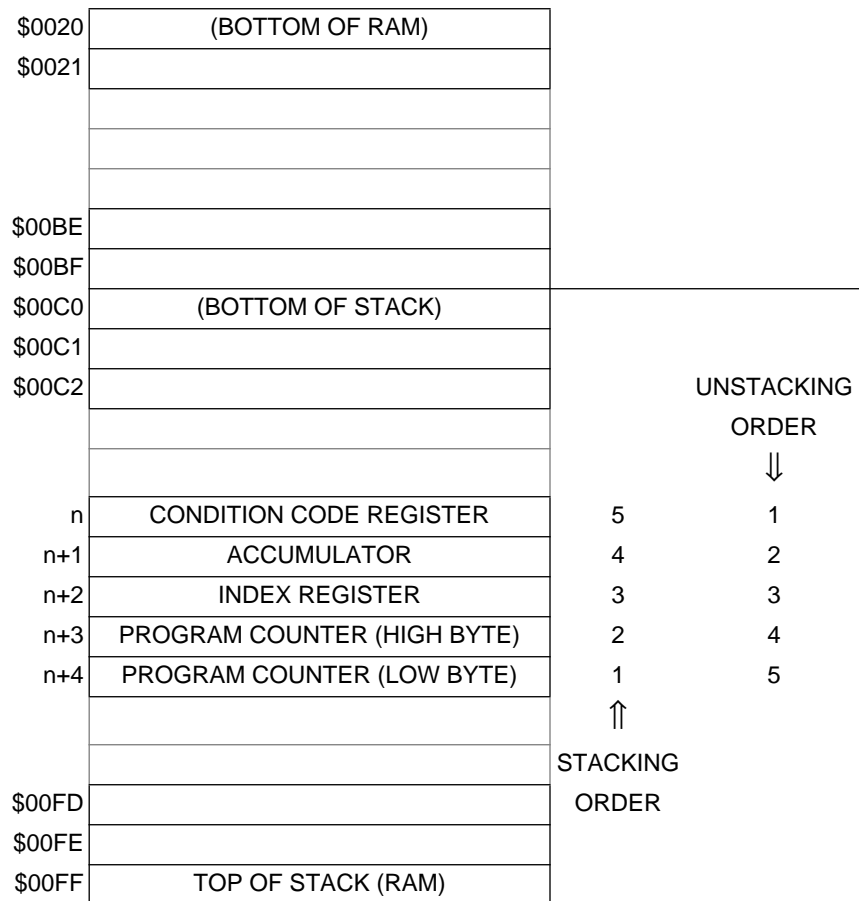 $0020 (BOTTOM OF RAM)
$0021
$00BE
$00BF
$00C0 (BOTTOM OF STACK)
$00C1
$00C2 UNSTACKING
ORDER
⇓
n CONDITION CODE REGISTER 5 1
n+1 ACCUMULATOR 4 2
n+2 INDEX REGISTER 3 3
n+3 PROGRAM COUNTER (HIGH BYTE) 2 4
n+4 PROGRAM COUNTER (LOW BYTE) 1 5
⇑
STACKING
$00FD ORDER
$00FE
$00FF TOP OF STACK (RAM)